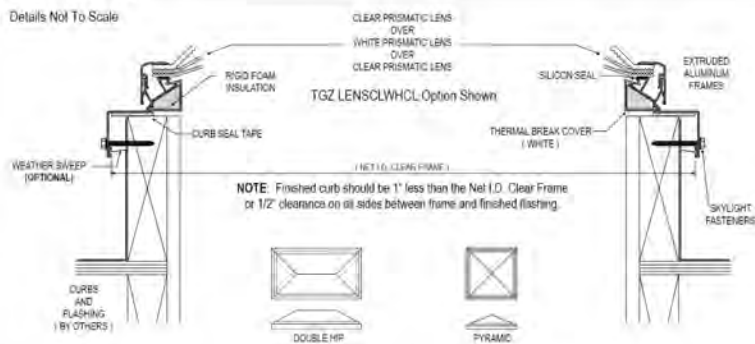 Details Not To Scale
CLEAR PRISMATIC LENS
OVER
WHITE PRISMATIC LENS
OVER
CLEAR PRISMATIC LENS
RIGID FOAM
INSULATION
TGZ LENSCLWHCL Option Shown
SILICON SEAL
EXTRUDED
ALUMINUM
FRAMES
CURB SEAL TAPE
THERMAL BREAK COVER
( WHITE )
WEATHER SWEEP
(OPTIONAL)
( NET I.D. CLEAR FRAME )
NOTE: Finished curb should be 1" less than the Net I.D. Clear Frame
or 1/2" clearance on all sides between frame and finished flashing.
SKYLIGHT
FASTENERS
CURBS
AND
FLASHING
( BY OTHERS )
DOUBLE HIP
PYRAMID